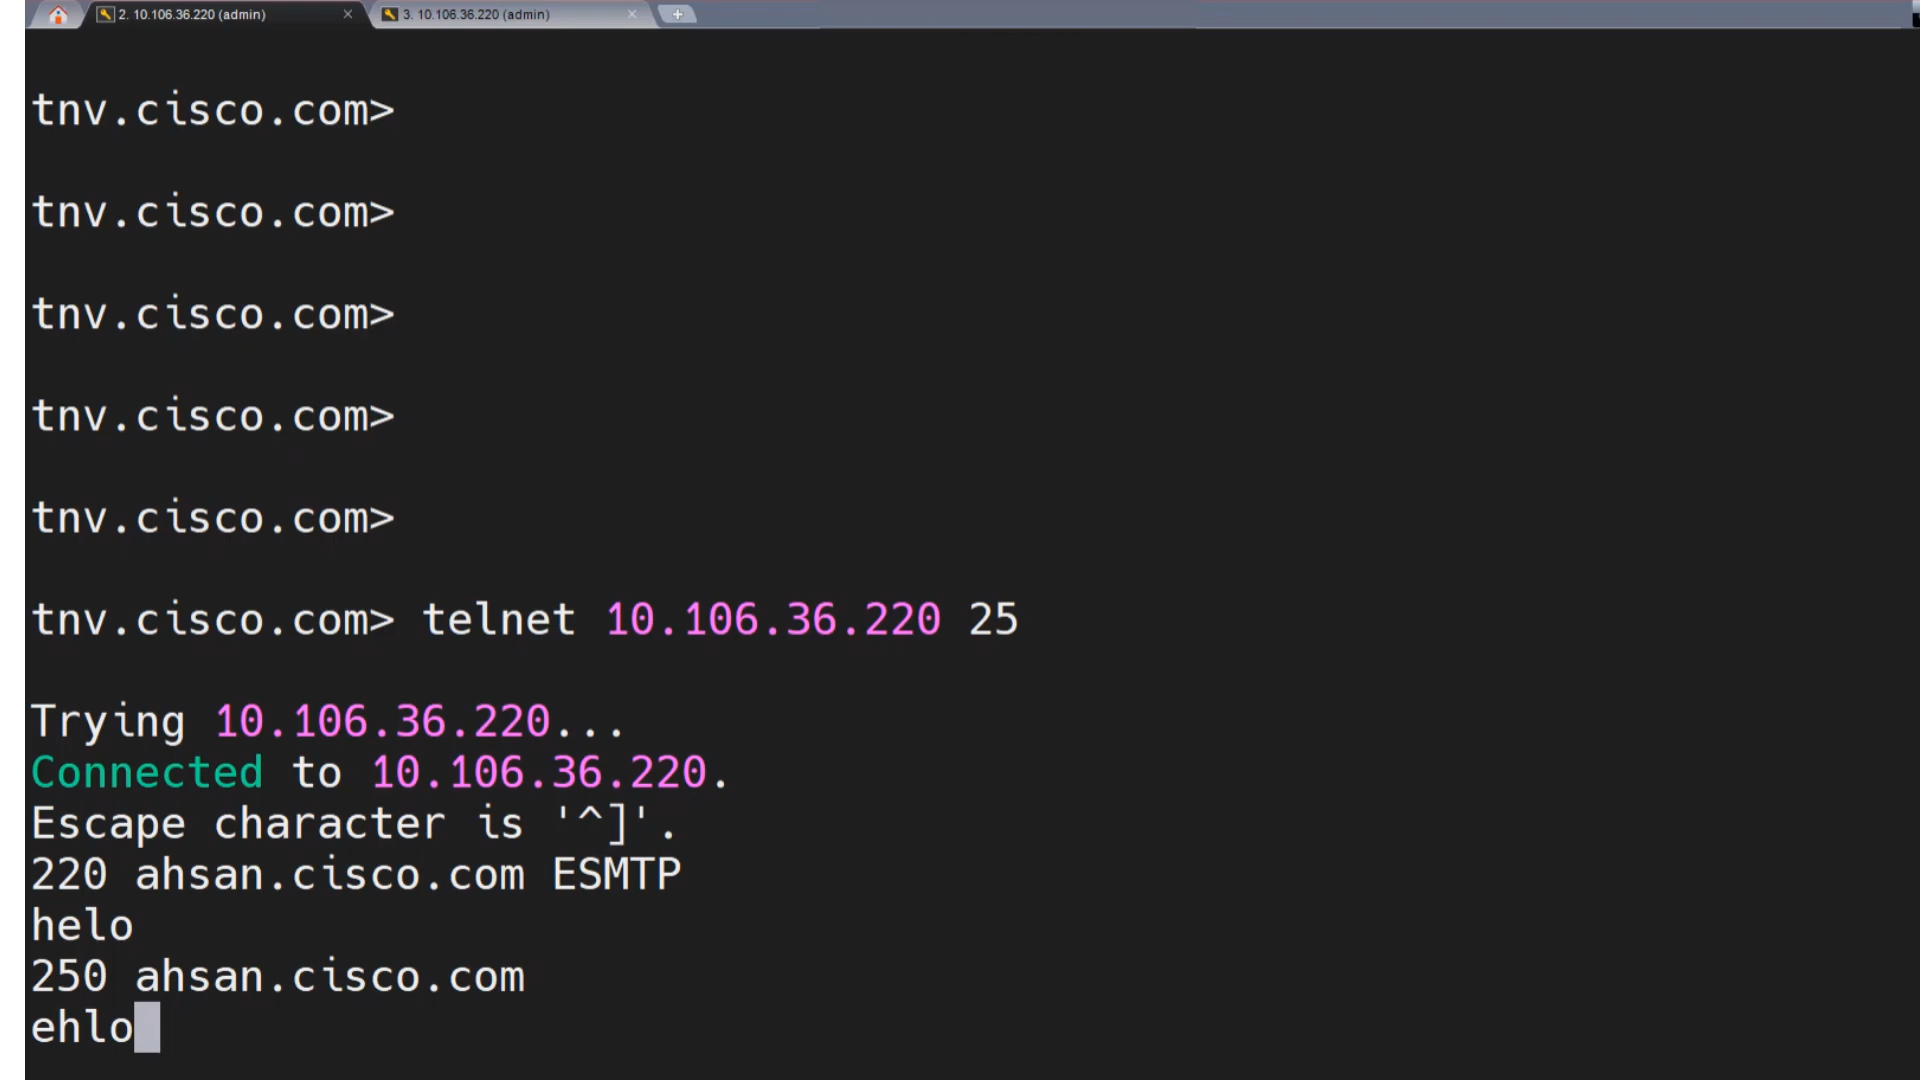 2. 10.106.36.220 (admin)
3. 10.106.36.220 (admin)
tnv.cisco.com>
tnv.cisco.com>
tnv.cisco.com>
tnv.cisco.com>
tnv.cisco.com>
tnv.cisco.com> telnet 10.106.36.220 25
Trying 10.106.36.220...
Connected to 10.106.36.220.
Escape character is '^]'.
220 ahsan.cisco.com ESMTP
helo
250 ahsan.cisco.com
ehlo